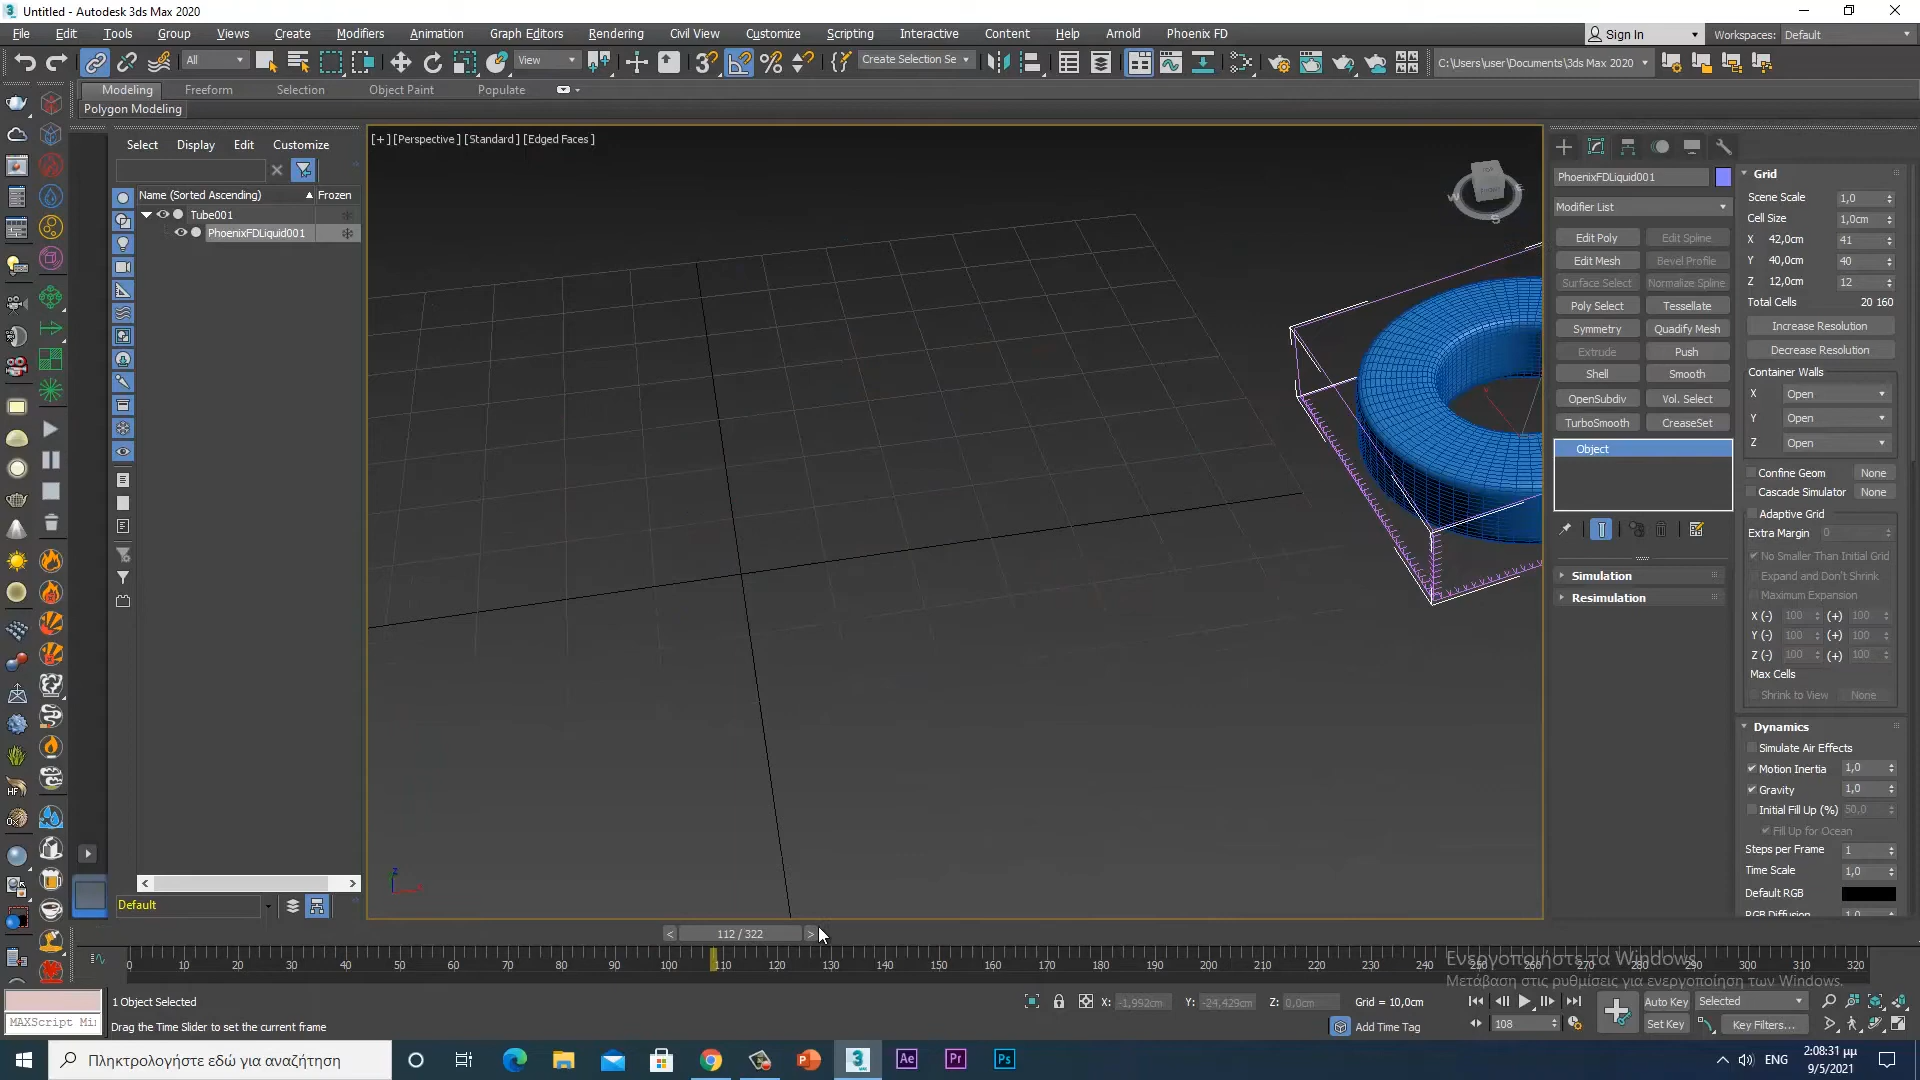 Untitled - Autodesk 3ds Max 2020
File Edit Tools Group Views Create Modifiers Animation Graph Editors Rendering Civil View Customize Scripting Interactive Content Help Arnold Phoenix FD
Sign In Workspaces: Default
All View Create Selection Se C:\Users\user\Documents\3ds Max 2020
Modeling Freeform Selection Object Paint Populate
Polygon Modeling
Select Display Edit Customize
[+] [Perspective] [Standard] [Edged Faces]
Name (Sorted Ascending) Frozen
Tube001
PhoenixFDLiquid001
PhoenixFDLiquid001
Modifier List
Edit Poly Edit Spline
Edit Mesh Bevel Profile
Surface Select Normalize Spline
Poly Select Tessellate
Symmetry Quadify Mesh
Extrude Push
Shell Smooth
OpenSubdiv Vol. Select
TurboSmooth CreaseSet
Object
Simulation
Resimulation
Grid
Scene Scale 1,0
Cell Size 1,0cm
X 42,0cm 41
Y 40,0cm 40
Z 12,0cm 12
Total Cells 20 160
Increase Resolution
Decrease Resolution
Container Walls
X Open
Y Open
Z Open
Confine Geom None
Cascade Simulator None
Adaptive Grid
Extra Margin 0
No Smaller Than Initial Grid
Expand and Don't Shrink
Maximum Expansion
X (-) 100 (+) 100
Y (-) 100 (+) 100
Z (-) 100 (+) 100
Max Cells
Shrink to View None
Dynamics
Simulate Air Effects
Motion Inertia 1,0
Gravity 1,0
Initial Fill Up (%) 50,0
Fill Up for Ocean
Steps per Frame 1
Time Scale 1,0
Default RGB
RGB Diffusion 1,0
Default
< 112 / 322 >
0 10 20 30 40 50 60 70 80 90 100 110 120 130 140 150 160 170 180 190 200 210 220 230 240 250 260 270 280 290 300 310 320
Ενεργοποιήστε τα Windows
Μετάβαση στις ρυθμίσεις για ενεργοποίηση των Windows.
1 Object Selected
X: -1,992cm Y: -24,429cm Z: 0,0cm Grid = 10,0cm
Auto Key Selected
MAXScript Mi
Drag the Time Slider to set the current frame
Add Time Tag
108
Set Key Key Filters...
Πληκτρολογήστε εδώ για αναζήτηση
Ae Pr Ps
ENG
2:08:31 μμ
9/5/2021